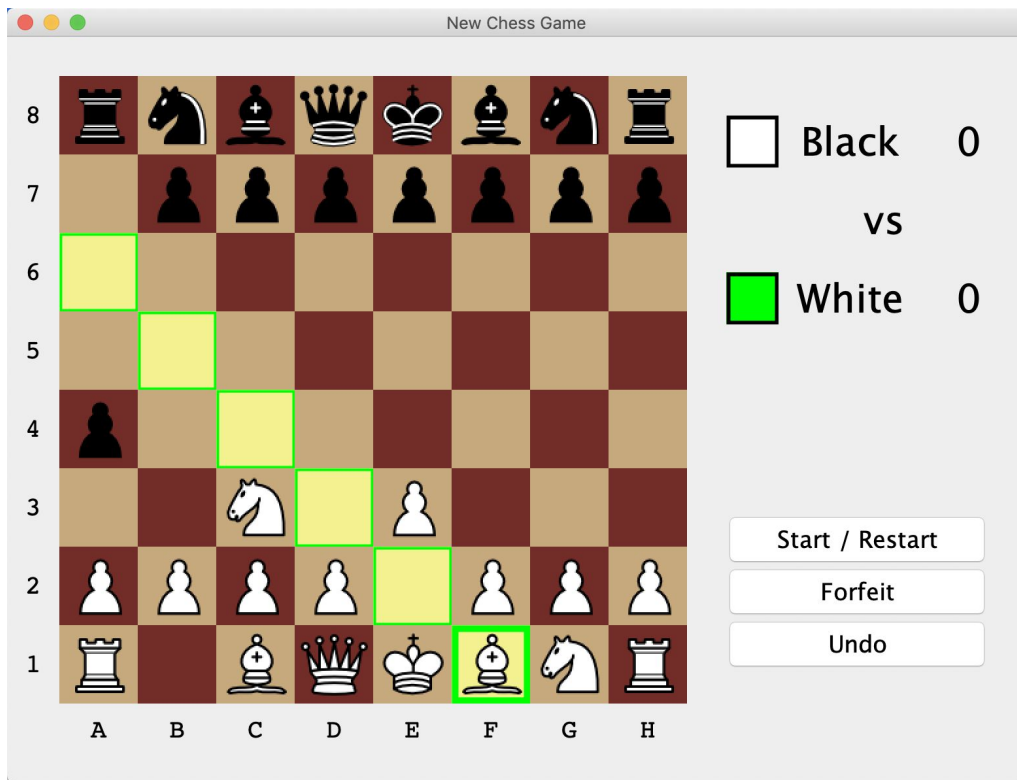 New Chess Game
8
7
6
5
4
3
2
1
A B C D E F G H
Black 0
vs
White 0
Start / Restart
Forfeit
Undo